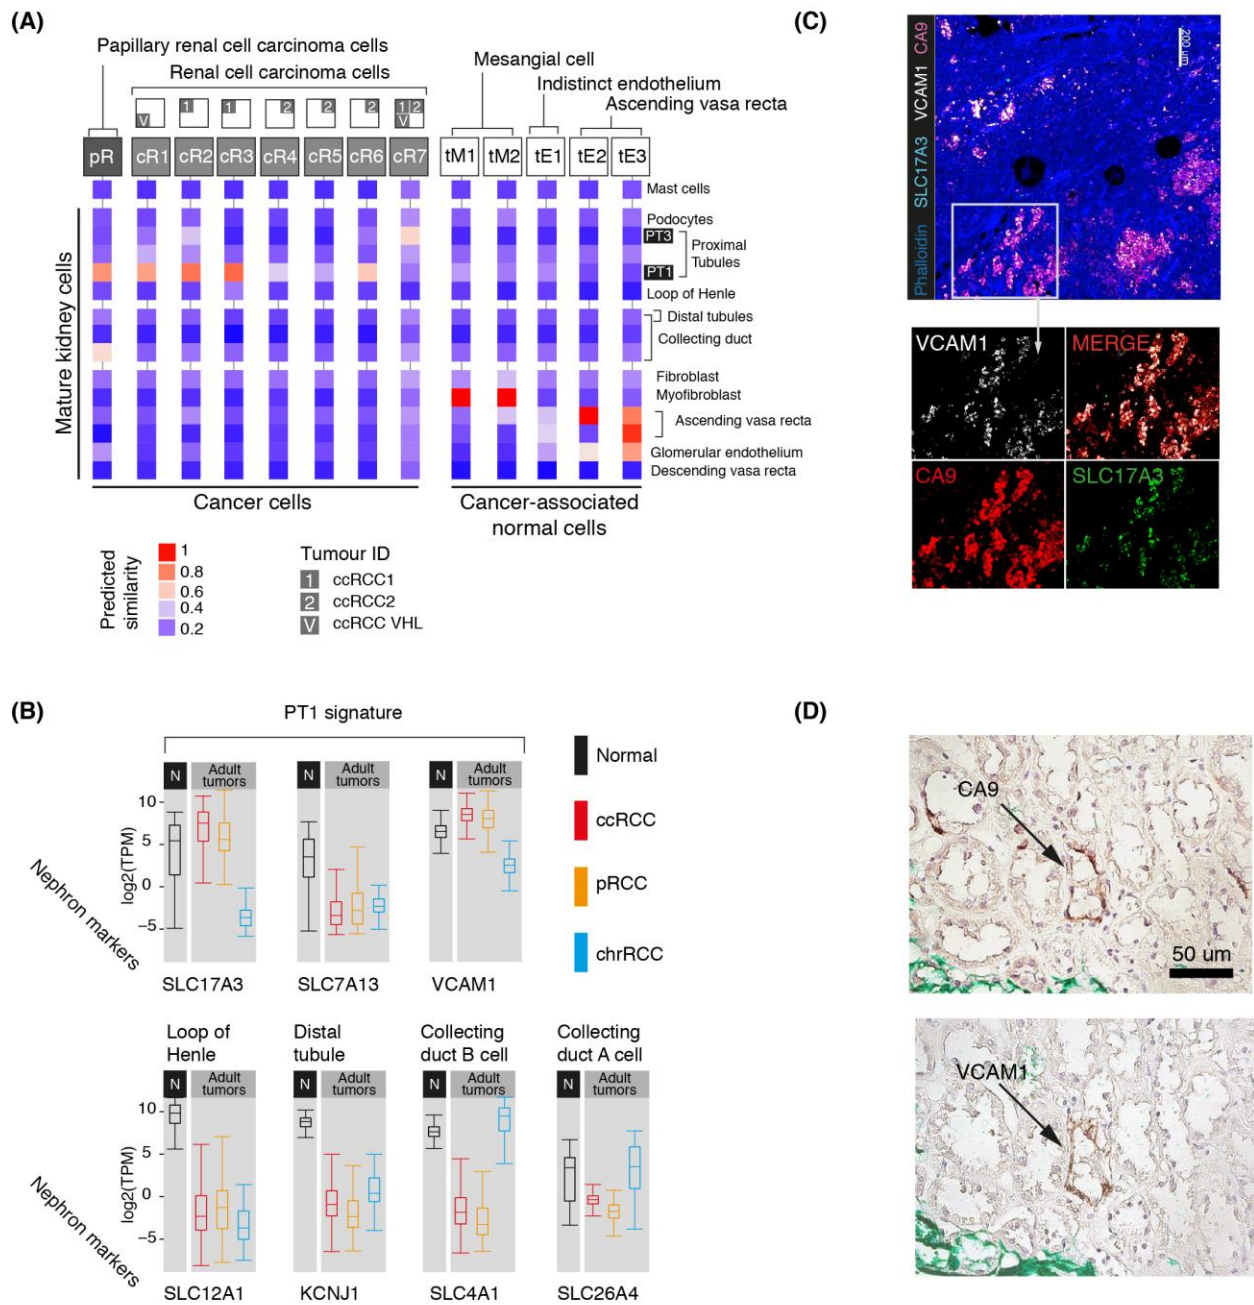 (A)
Papillary renal cell carcinoma cells
Renal cell carcinoma cells
Mesangial cell
Indistinct endothelium
Ascending vasa recta
V
1
1
2
2
2
1 2
V
pR cR1 cR2 cR3 cR4 cR5 cR6 cR7 tM1 tM2 tE1 tE2 tE3
Mast cells
Mature kidney cells
Podocytes
PT3
Proximal
Tubules
PT1
Loop of Henle
Distal tubules
Collecting duct
Fibroblast
Myofibroblast
Ascending vasa recta
Glomerular endothelium
Descending vasa recta
Cancer cells
Cancer-associated
normal cells
Predicted
similarity
1
0.8
0.6
0.4
0.2
Tumour ID
1 ccRCC1
2 ccRCC2
V ccRCC VHL
(C)
Phalloidin SLC17A3 VCAM1 CA9
200 um
VCAM1
MERGE
CA9
SLC17A3
(B)
PT1 signature
Nephron markers
log2(TPM)
10
5
0
−5
N
Adult
tumors
N
Adult
tumors
N
Adult
tumors
SLC17A3
SLC7A13
VCAM1
Normal
ccRCC
pRCC
chrRCC
Loop of
Henle
Distal
tubule
Collecting
duct B cell
Collecting
duct A cell
Nephron markers
log2(TPM)
10
5
0
−5
N
Adult
tumors
N
Adult
tumors
N
Adult
tumors
N
Adult
tumors
SLC12A1
KCNJ1
SLC4A1
SLC26A4
(D)
CA9
50 um
VCAM1